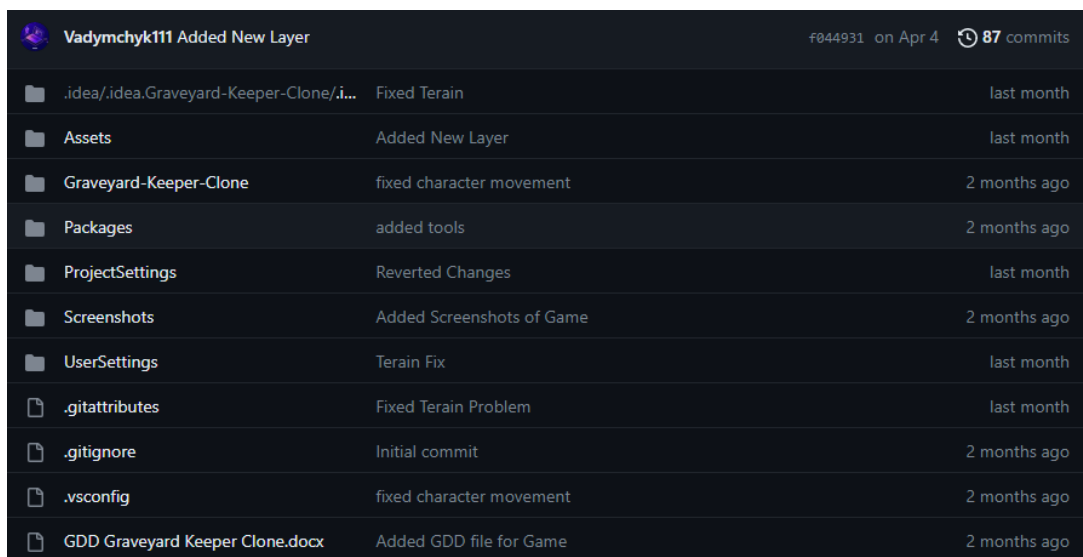 Vadymchyk111 Added New Layer f044931 on Apr 4 87 commits
.idea/.idea.Graveyard-Keeper-Clone/.i... Fixed Terain last month
Assets Added New Layer last month
Graveyard-Keeper-Clone fixed character movement 2 months ago
Packages added tools 2 months ago
ProjectSettings Reverted Changes last month
Screenshots Added Screenshots of Game 2 months ago
UserSettings Terain Fix last month
.gitattributes Fixed Terain Problem last month
.gitignore Initial commit 2 months ago
.vsconfig fixed character movement 2 months ago
GDD Graveyard Keeper Clone.docx Added GDD file for Game 2 months ago